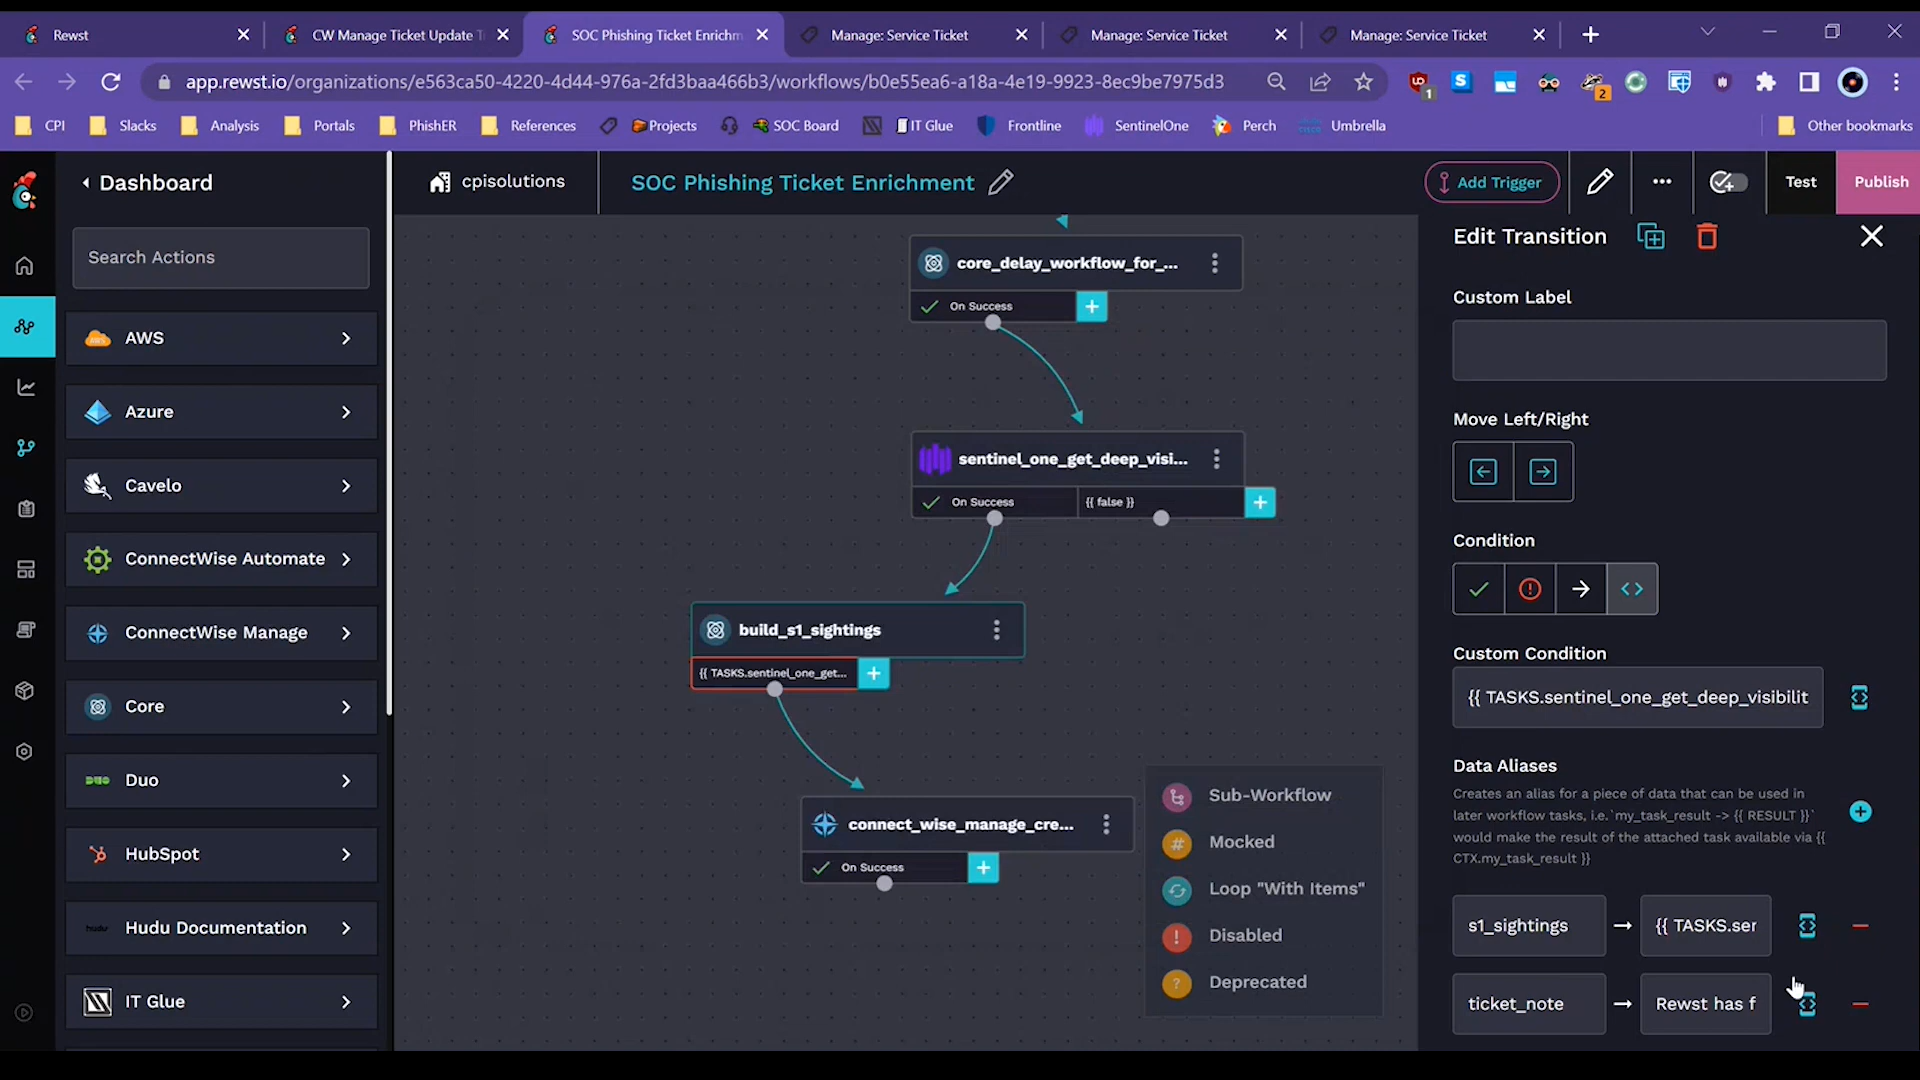 Rewst
CW Manage Ticket Update T
SOC Phishing Ticket Enrichm
Manage: Service Ticket
Manage: Service Ticket
Manage: Service Ticket
app.rewst.io/organizations/e563ca50-4220-4d44-976a-2fd3baa466b3/workflows/b0e55ea6-a18a-4e19-9923-8ec9be7975d3
1
2
CPI
Slacks
Analysis
Portals
PhishER
References
Projects
SOC Board
IT Glue
Frontline
SentinelOne
Perch
Umbrella
Other bookmarks
Dashboard
cpisolutions
SOC Phishing Ticket Enrichment
Add Trigger
Test
Publish
Search Actions
AWS
Azure
Cavelo
ConnectWise Automate
ConnectWise Manage
Core
Duo
HubSpot
Hudu Documentation
IT Glue
core_delay_workflow_for_...
On Success
sentinel_one_get_deep_visi...
On Success
{{ false }}
build_s1_sightings
{{ TASKS.sentinel_one_get...
connect_wise_manage_cre...
On Success
Sub-Workflow
Mocked
Loop "With Items"
Disabled
Deprecated
Edit Transition
Custom Label
Move Left/Right
Condition
Custom Condition
{{ TASKS.sentinel_one_get_deep_visibilit
Data Aliases
Creates an alias for a piece of data that can be used in
later workflow tasks, i.e.`my_task_result -> {{ RESULT }}`
would make the result of the attached task available via {{
CTX.my_task_result }}
s1_sightings
{{ TASKS.ser
ticket_note
Rewst has f